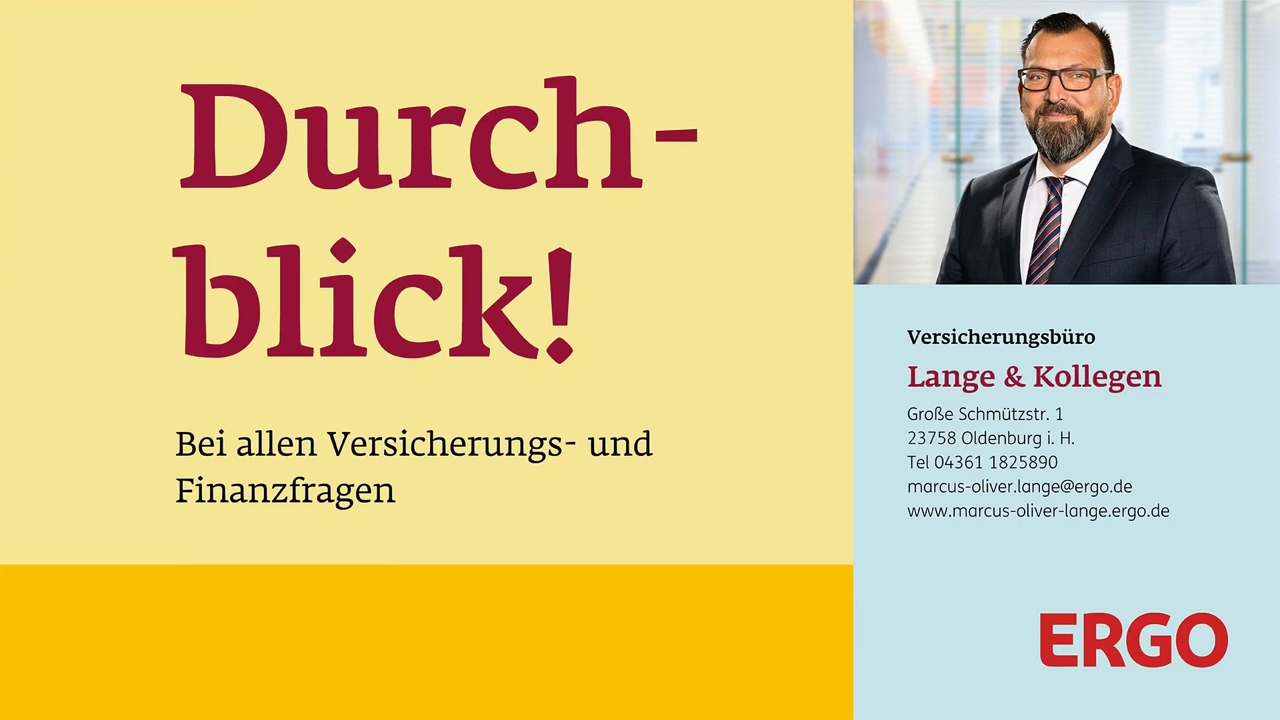 Durch-
blick!
Bei allen Versicherungs- und
Finanzfragen
Versicherungsbüro
Lange & Kollegen
Große Schmützstr. 1
23758 Oldenburg i. H.
Tel 04361 1825890
marcus-oliver.lange@ergo.de
www.marcus-oliver-lange.ergo.de
ERGO